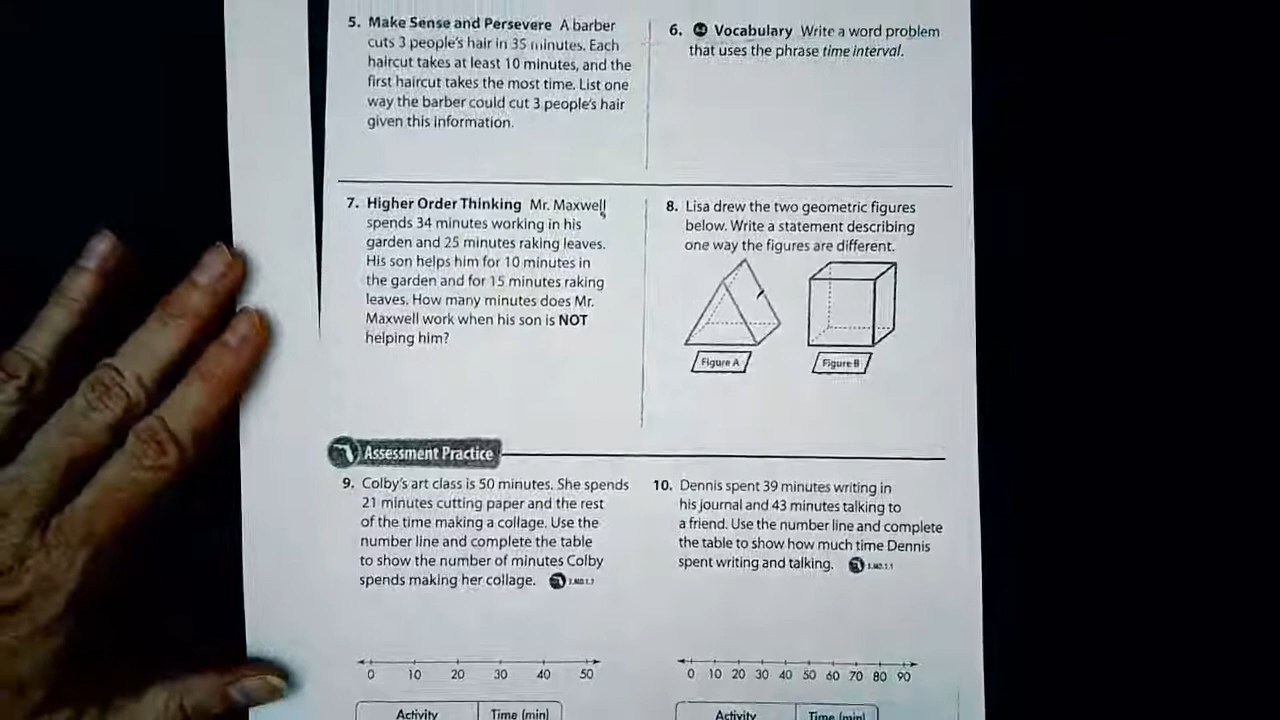 5. Make Sense and Persevere A barber
cuts 3 people's hair in 35 minutes. Each
haircut takes at least 10 minutes, and the
first haircut takes the most time. List one
way the barber could cut 3 people's hair
given this information.
6. Vocabulary Write a word problem
that uses the phrase time interval.
7. Higher Order Thinking Mr. Maxwell
spends 34 minutes working in his
garden and 25 minutes raking leaves.
His son helps him for 10 minutes in
the garden and for 15 minutes raking
leaves. How many minutes does Mr.
Maxwell work when his son is NOT
helping him?
8. Lisa drew the two geometric figures
below. Write a statement describing
one way the figures are different.
Figure A
Figure B
Assessment Practice
9. Colby's art class is 50 minutes. She spends
21 minutes cutting paper and the rest
of the time making a collage. Use the
number line and complete the table
to show the number of minutes Colby
spends making her collage.
0 10 20 30 40 50
Activity Time (min)
10. Dennis spent 39 minutes writing in
his journal and 43 minutes talking to
a friend. Use the number line and complete
the table to show how much time Dennis
spent writing and talking.
0 10 20 30 40 50 60 70 80 90
Activity Time (min)